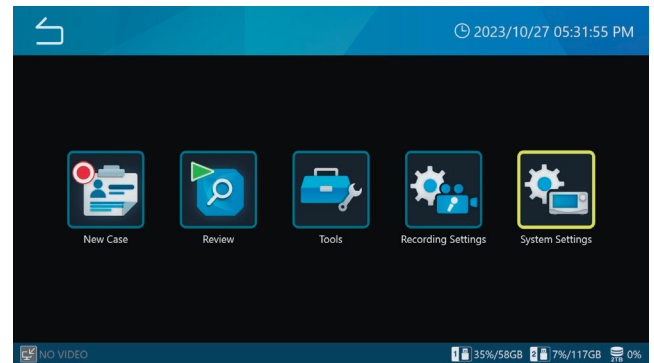 2023/10/27 05:31:55 PM
New Case
Review
Tools
Recording Settings
System Settings
NO VIDEO
1 35%/58GB 2 7%/117GB 2TB 0%